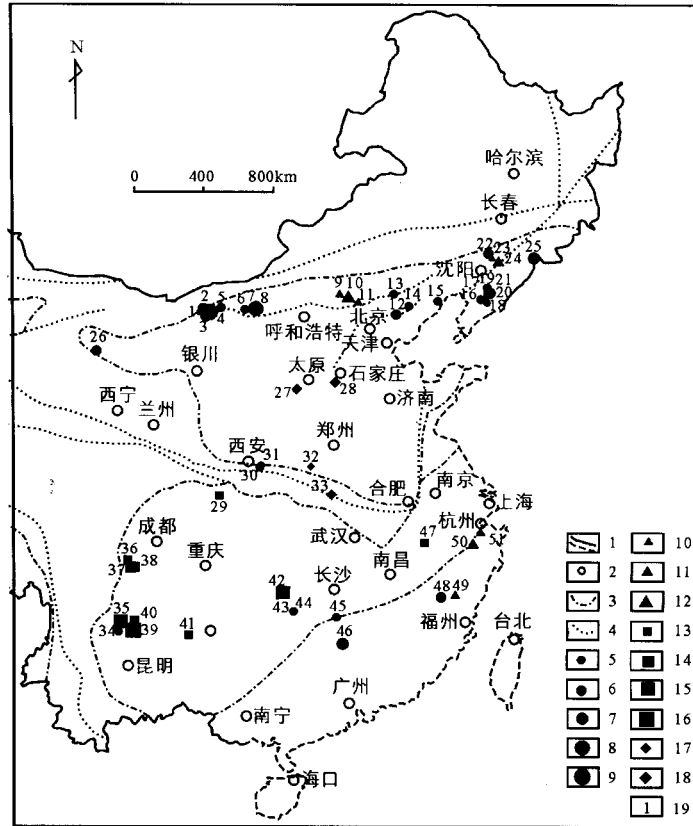 N
0 400 800km
哈尔滨
长春
22 23 25
沈阳 24
17 19 21
16 20
18
9 10 13
11 14 15
12
2 5 6 7 8
1 4
3
呼和浩特 北京
天津
26
银川 太原 石家庄
27 28
西宁 济南
兰州
郑州
西安 31 32
30
33
29
合肥 南京
上海
杭州
成都 武汉 47 50 51
36 38 重庆 南昌
37
42 长沙
43 44 45 48 49
35 40 福州 台北
34 39 41 46
昆明
广州
南宁
海口
1 10
2 11
3 12
4 13
5 14
6 15
7 16
8 17
9 18
1 19